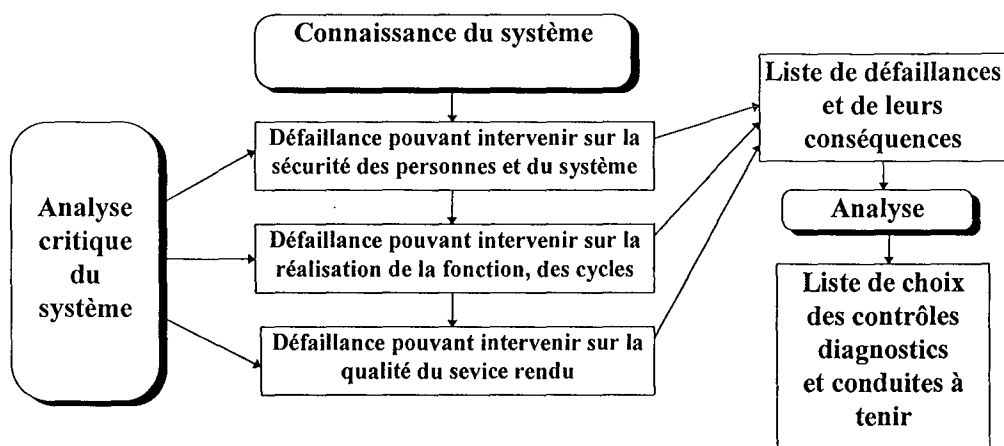 Connaissance du système
Analyse
critique
du
système
Défaillance pouvant intervenir sur la
sécurité des personnes et du système
Défaillance pouvant intervenir sur la
réalisation de la fonction, des cycles
Défaillance pouvant intervenir sur la
qualité du sevice rendu
Liste de défaillances
et de leurs
conséquences
Analyse
Liste de choix
des contrôles
diagnostics
et conduites à
tenir